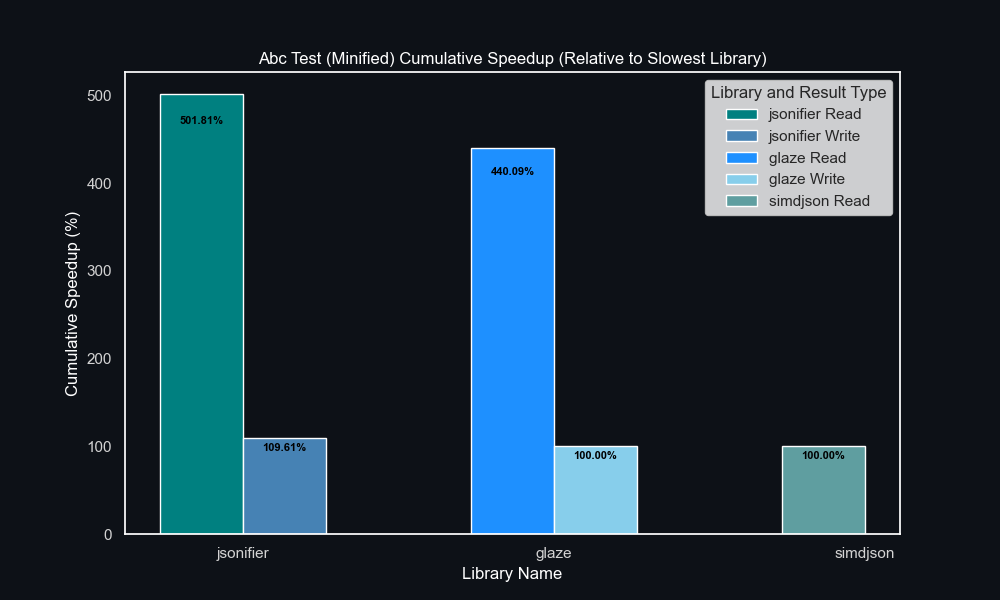 Abc Test (Minified) Cumulative Speedup (Relative to Slowest Library)
Cumulative Speedup (%)
500
400
300
200
100
0
501.81%
109.61%
440.09%
100.00%
100.00%
Library and Result Type
jsonifier Read
jsonifier Write
glaze Read
glaze Write
simdjson Read
jsonifier
glaze
simdjson
Library Name